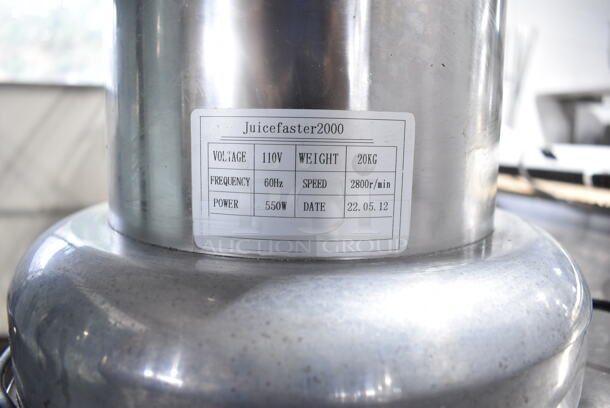 Juicefaster2000
VOLTAGE 110V WEIGHT 20KG
FREQUENCY 60Hz SPEED 2800r/min
POWER 550W DATE 22.05.12
AUCTION GROUP